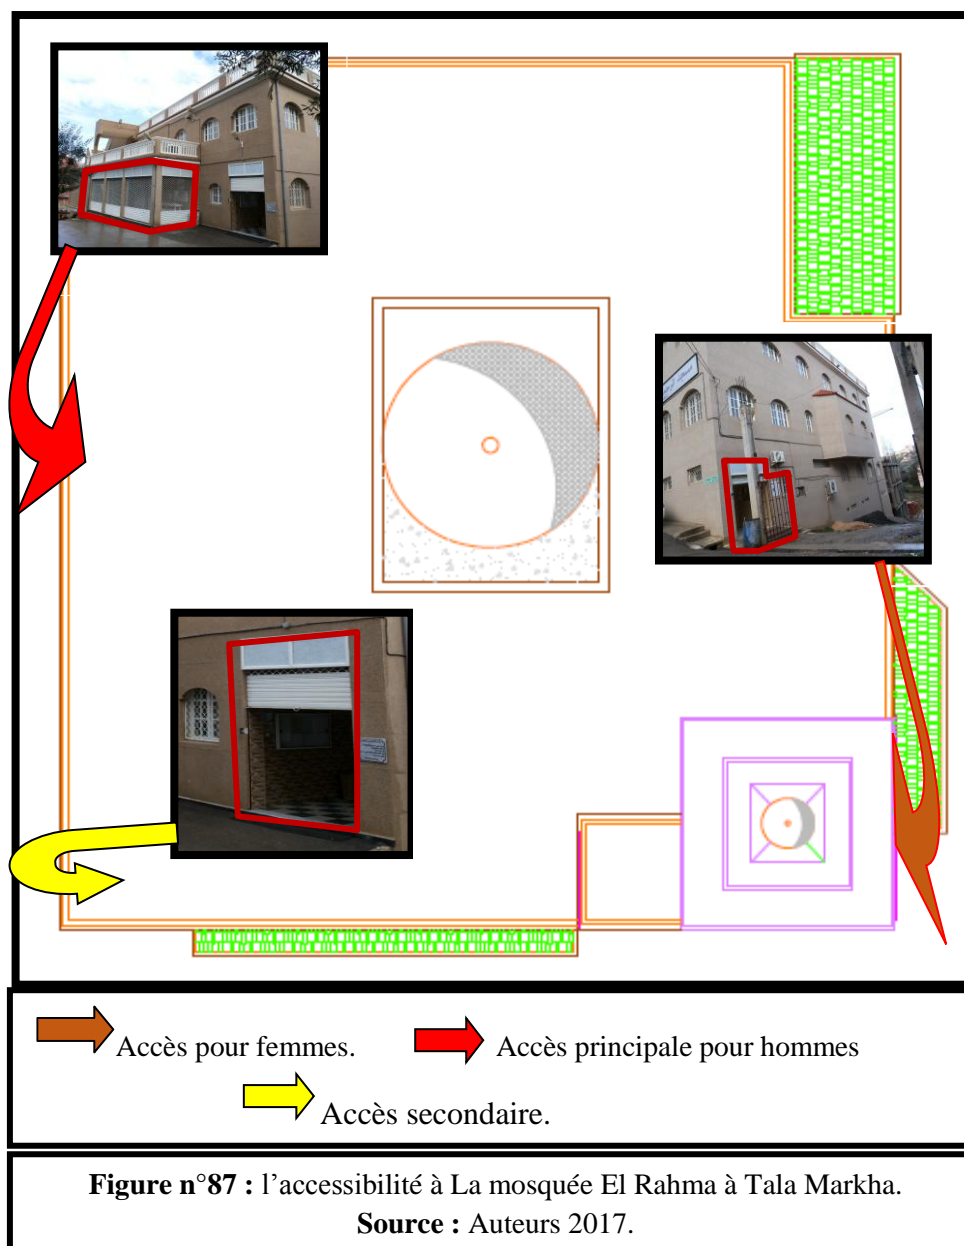 Accès pour femmes.
Accès principale pour hommes
Accès secondaire.
Figure n°87 : l’accessibilité à La mosquée El Rahma à Tala Markha.
Source : Auteurs 2017.